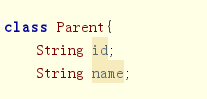 class Parent{
    String id;
    String name;